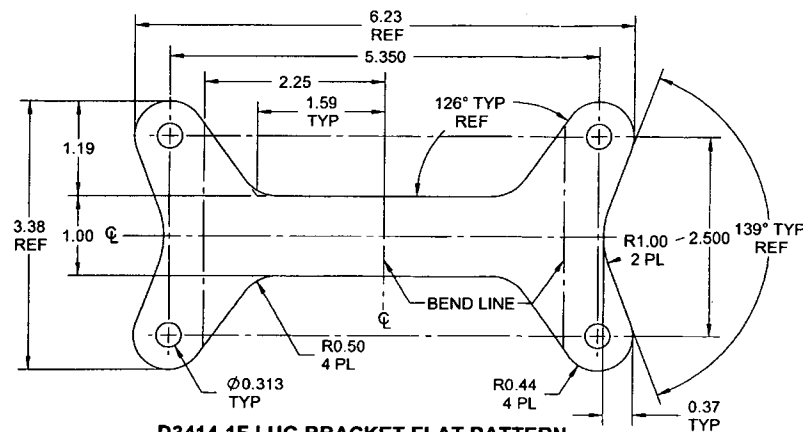 6.23
REF
5.350
2.25
1.59
TYP
126° TYP
REF
1.19
3.38
REF
1.00
℄
R1.00
2 PL
2.500
139° TYP
REF
BEND LINE
℄
R0.50
4 PL
Ø0.313
TYP
R0.44
4 PL
0.37
TYP
D3414-15 LUG BRACKET FLAT PATTERN